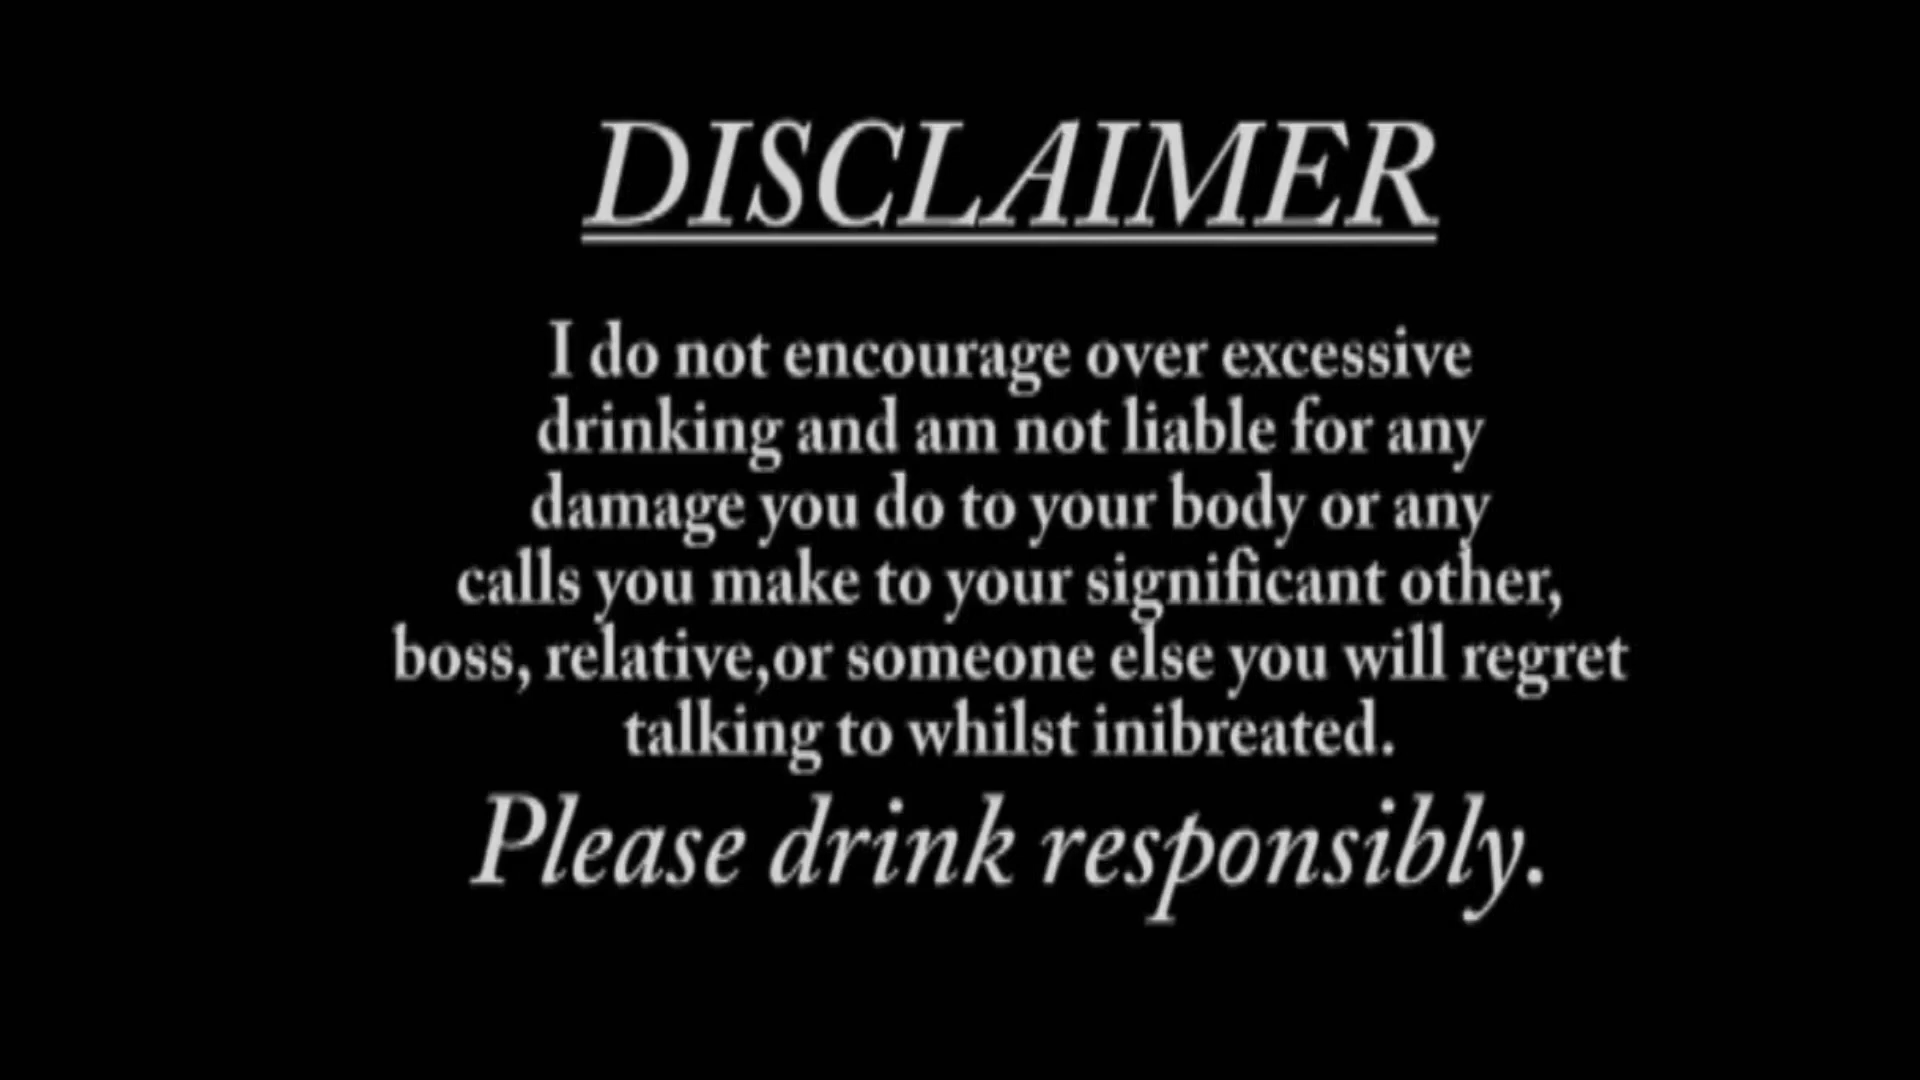 DISCLAIMER
I do not encourage over excessive
drinking and am not liable for any
damage you do to your body or any
calls you make to your significant other,
boss, relative,or someone else you will regret
talking to whilst inibreated.
Please drink responsibly.